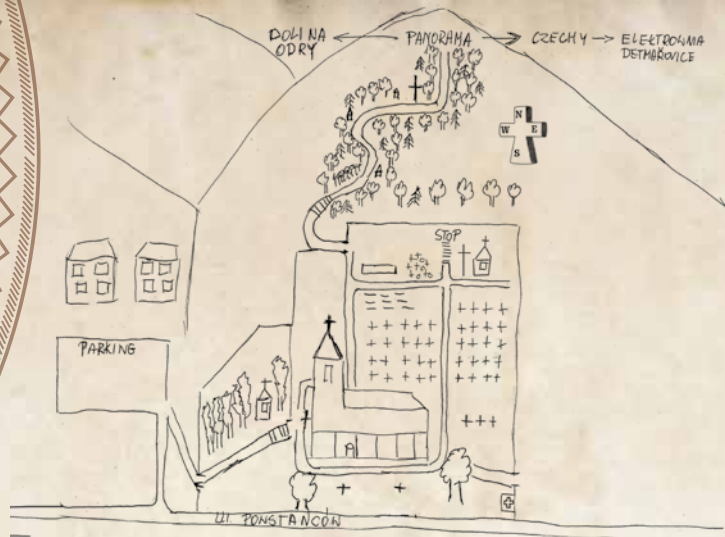 DOLINA ODRY
PANORAMA
CZECHY
ELEKTROWNIA DETMAROVICE
N
W E
S
STOP
PARKING
A
A
A
A
Ul. POWSTAŃCÓW